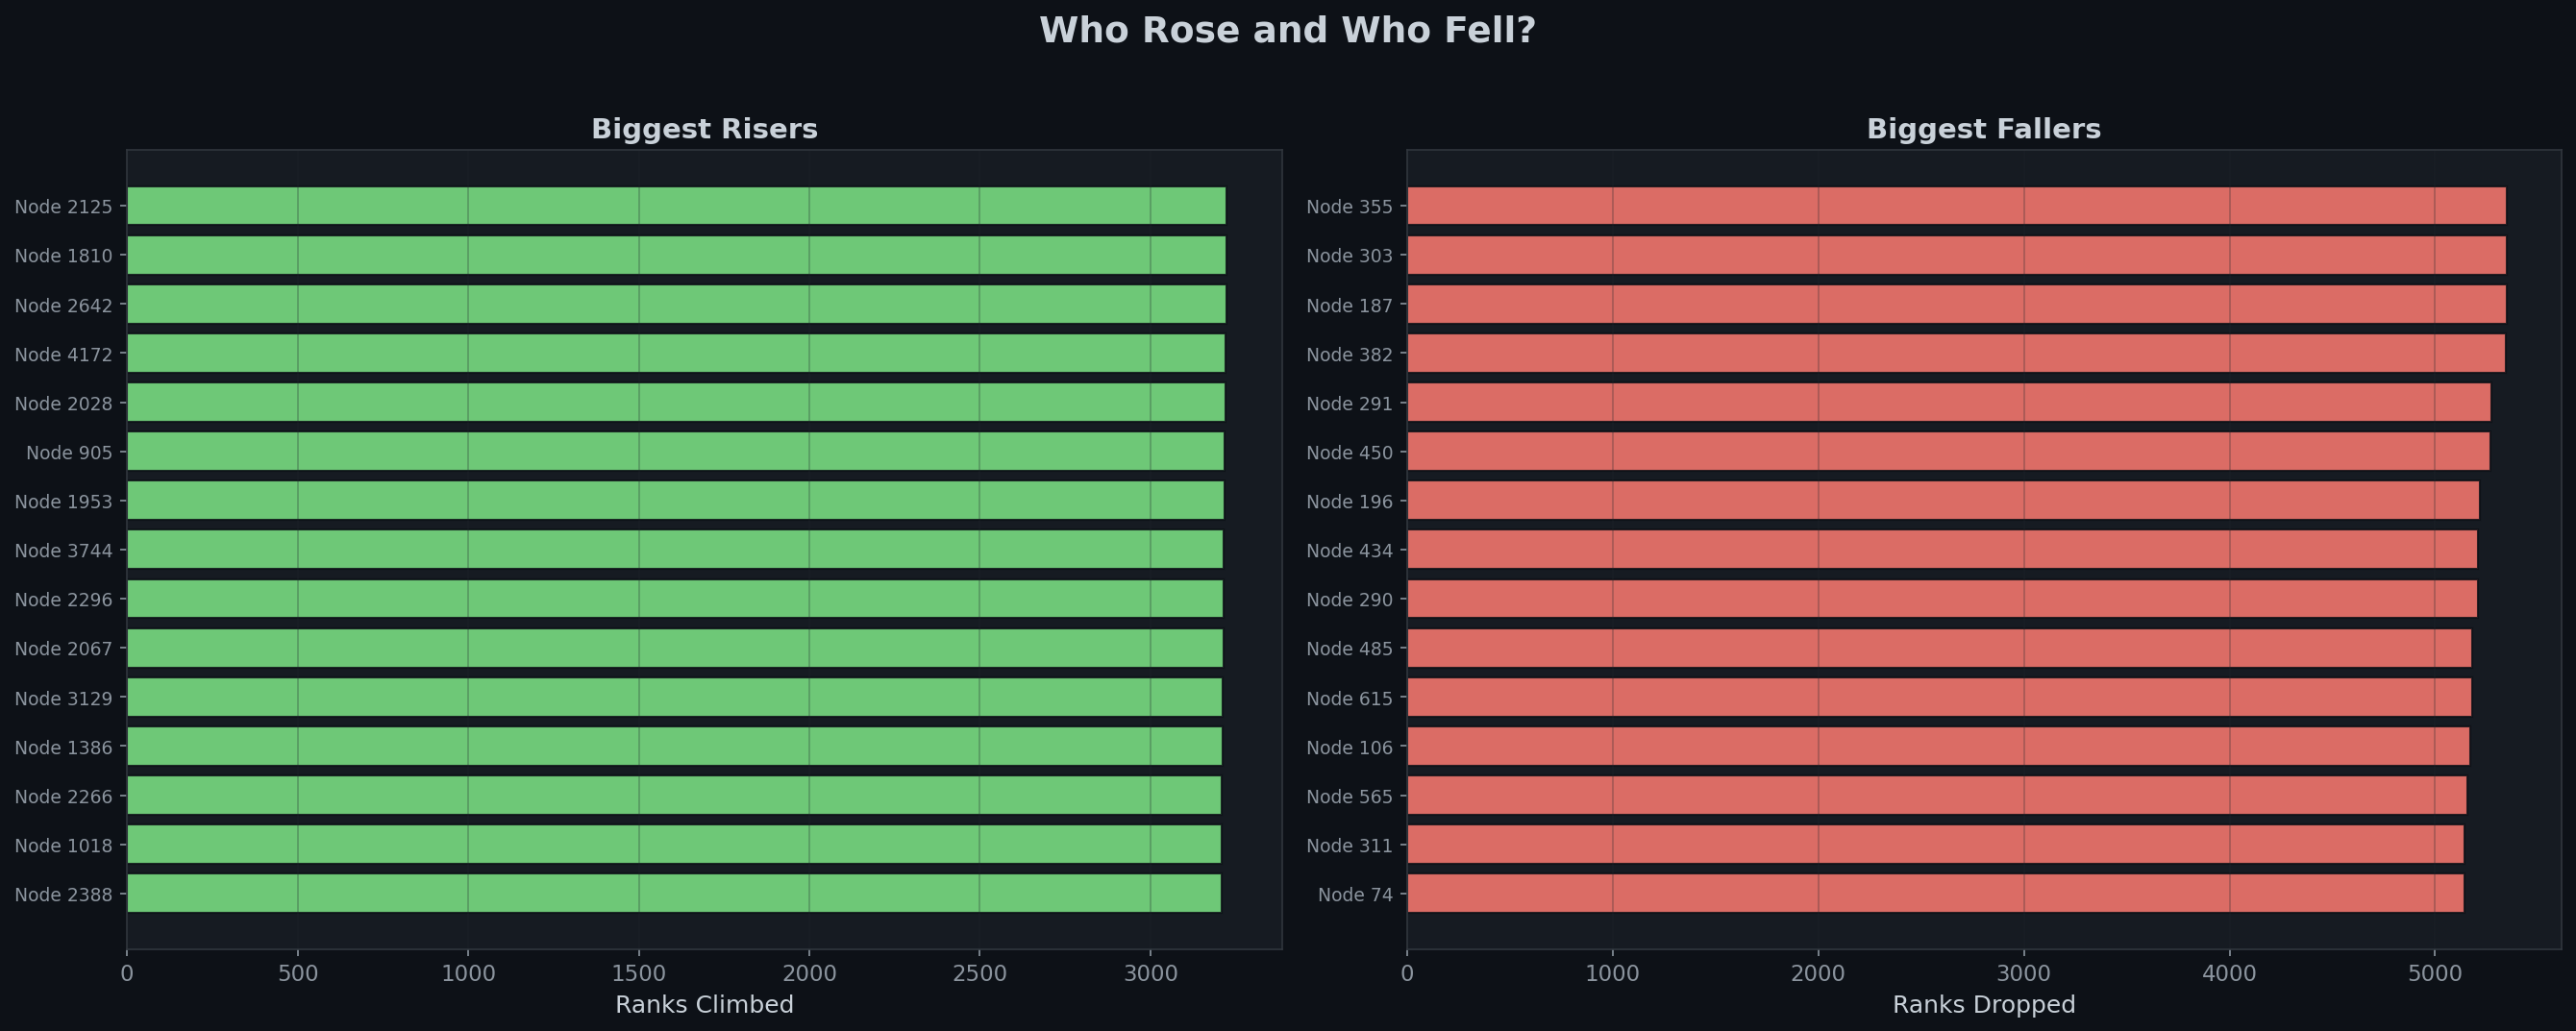 Who Rose and Who Fell?
Biggest Risers
Node 2125
Node 1810
Node 2642
Node 4172
Node 2028
Node 905
Node 1953
Node 3744
Node 2296
Node 2067
Node 3129
Node 1386
Node 2266
Node 1018
Node 2388
0 500 1000 1500 2000 2500 3000
Ranks Climbed
Biggest Fallers
Node 355
Node 303
Node 187
Node 382
Node 291
Node 450
Node 196
Node 434
Node 290
Node 485
Node 615
Node 106
Node 565
Node 311
Node 74
0 1000 2000 3000 4000 5000
Ranks Dropped